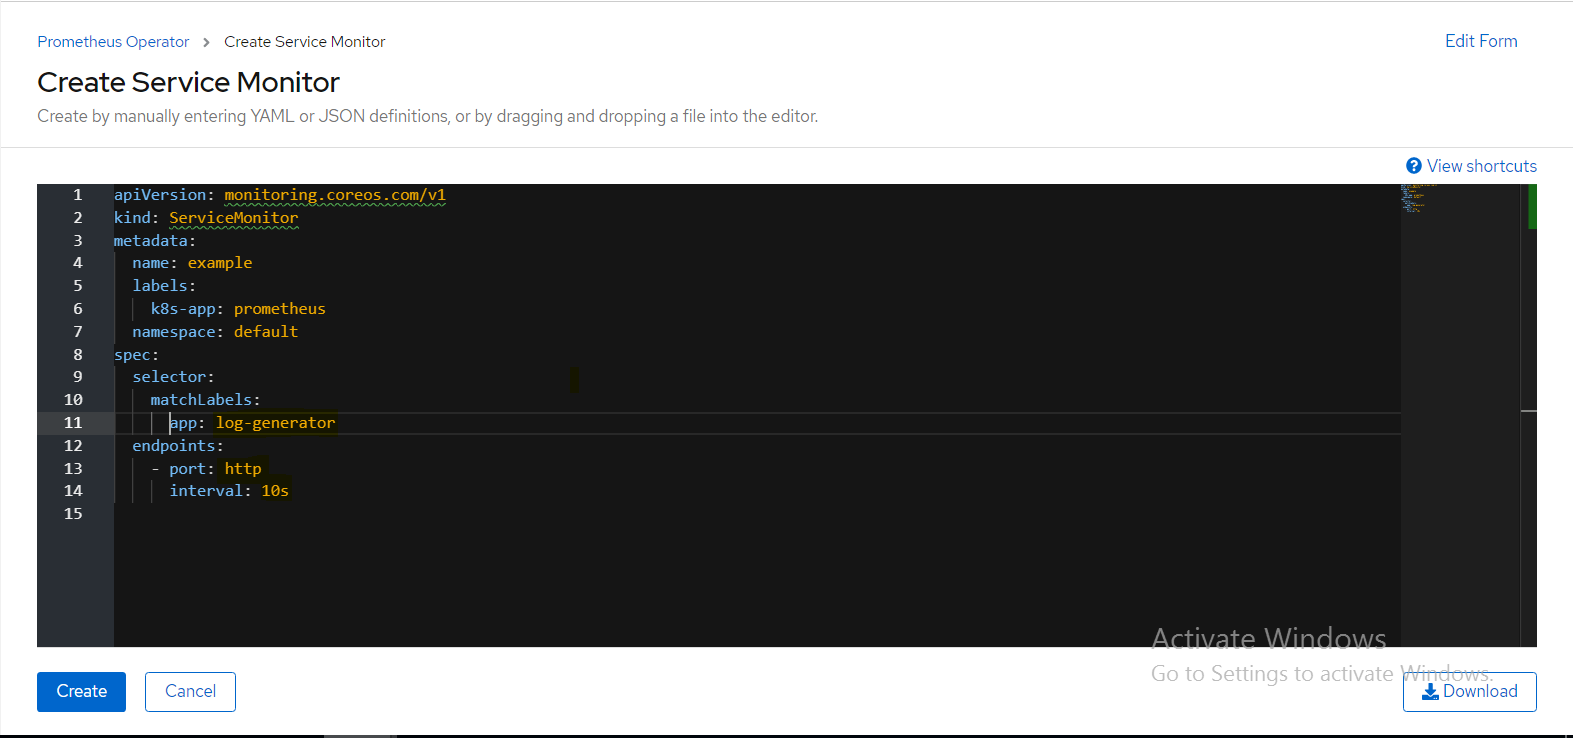 Prometheus Operator > Create Service Monitor
Edit Form
Create Service Monitor
Create by manually entering YAML or JSON definitions, or by dragging and dropping a file into the editor.
View shortcuts
1 apiVersion: monitoring.coreos.com/v1
2 kind: ServiceMonitor
3 metadata:
4   name: example
5   labels:
6     k8s-app: prometheus
7   namespace: default
8 spec:
9   selector:
10     matchLabels:
11       app: log-generator
12   endpoints:
13     - port: http
14       interval: 10s
15
Activate Windows
Go to Settings to activate Windows.
Create
Cancel
Download